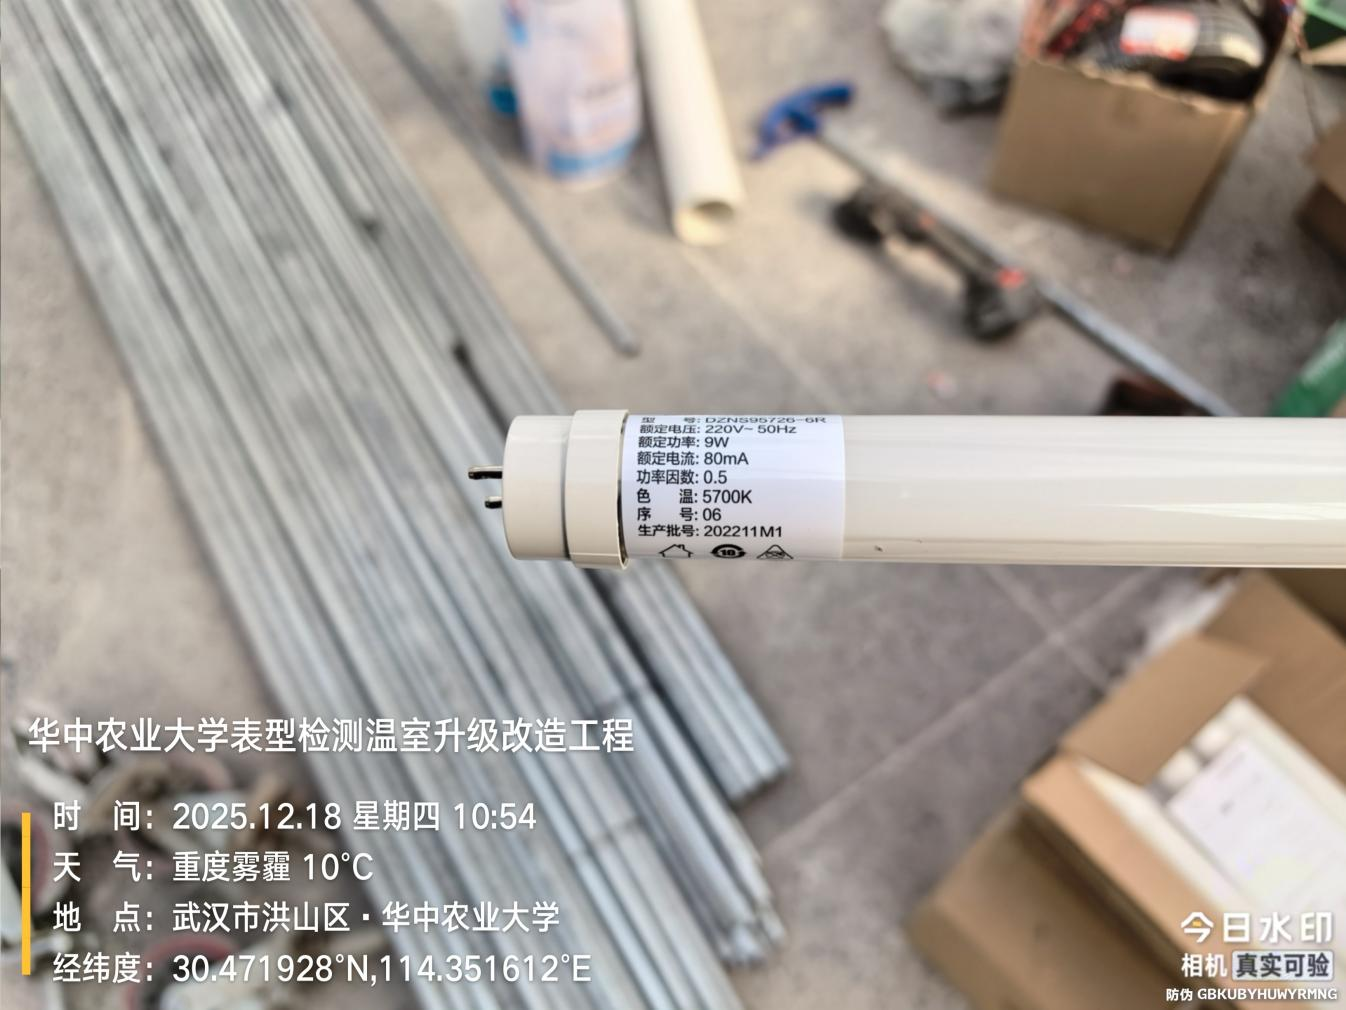 型 号: DZNS95726-6R
额定电压: 220V~ 50Hz
额定功率: 9W
额定电流: 80mA
功率因数: 0.5
色 温: 5700K
序 号: 06
生产批号: 202211M1
10
华中农业大学表型检测温室升级改造工程
时 间: 2025.12.18 星期四 10:54
天 气: 重度雾霾 10℃
地 点: 武汉市洪山区·华中农业大学
经纬度: 30.471928°N,114.351612°E
今日水印
相机 真实可验
防伪 GBKUBYHUWYRMNG